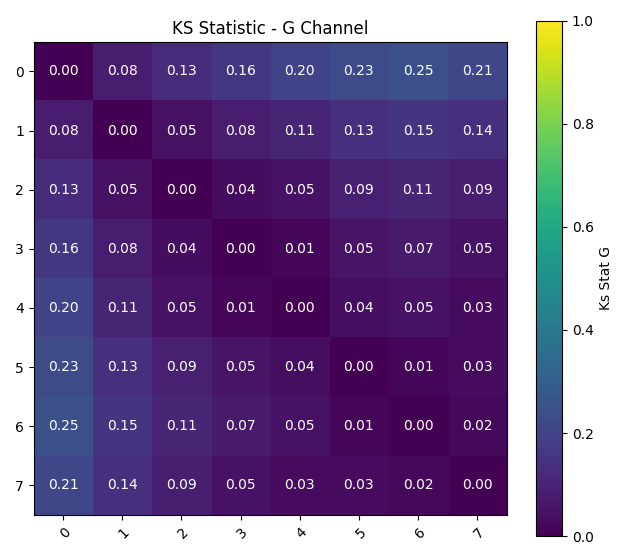 KS Statistic - G Channel
0 0.00 0.08 0.13 0.16 0.20 0.23 0.25 0.21
1 0.08 0.00 0.05 0.08 0.11 0.13 0.15 0.14
2 0.13 0.05 0.00 0.04 0.05 0.09 0.11 0.09
3 0.16 0.08 0.04 0.00 0.01 0.05 0.07 0.05
4 0.20 0.11 0.05 0.01 0.00 0.04 0.05 0.03
5 0.23 0.13 0.09 0.05 0.04 0.00 0.01 0.03
6 0.25 0.15 0.11 0.07 0.05 0.01 0.00 0.02
7 0.21 0.14 0.09 0.05 0.03 0.03 0.02 0.00
0 1 2 3 4 5 6 7
1.0
0.8
0.6
0.4
0.2
0.0
Ks Stat G